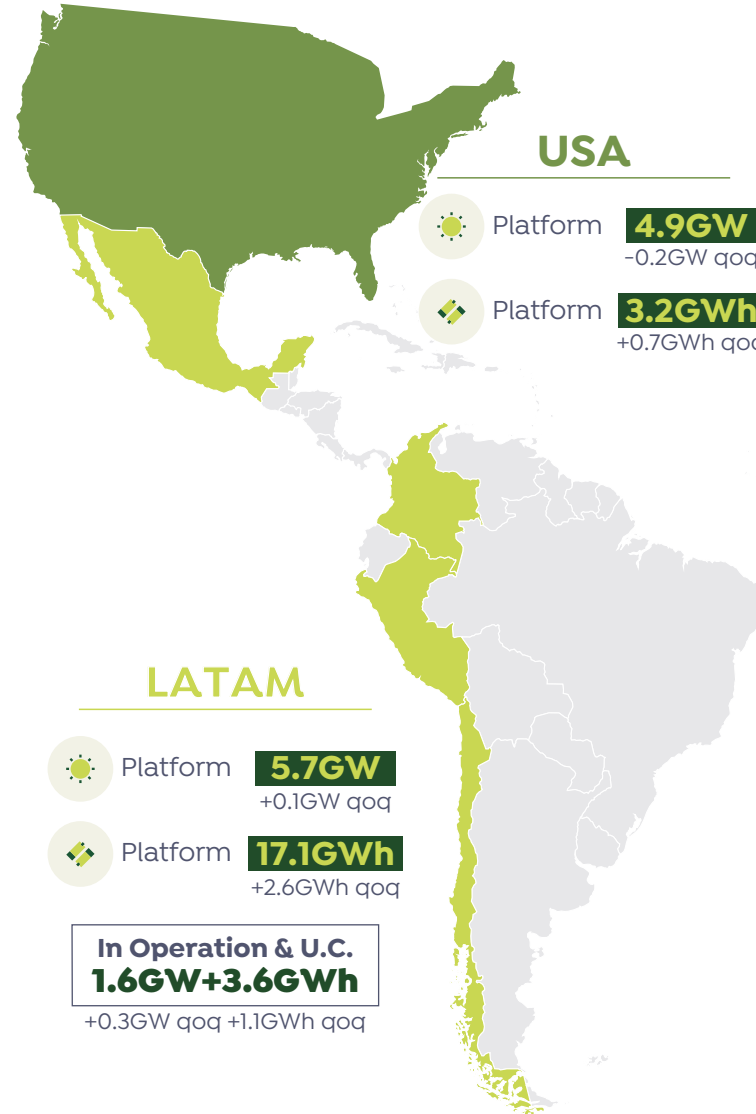 USA
Platform 4.9GW
-0.2GW qoq
Platform 3.2GWh
+0.7GWh qoq
LATAM
Platform 5.7GW
+0.1GW qoq
Platform 17.1GWh
+2.6GWh qoq
In Operation & U.C.
1.6GW+3.6GWh
+0.3GW qoq +1.1GWh qoq